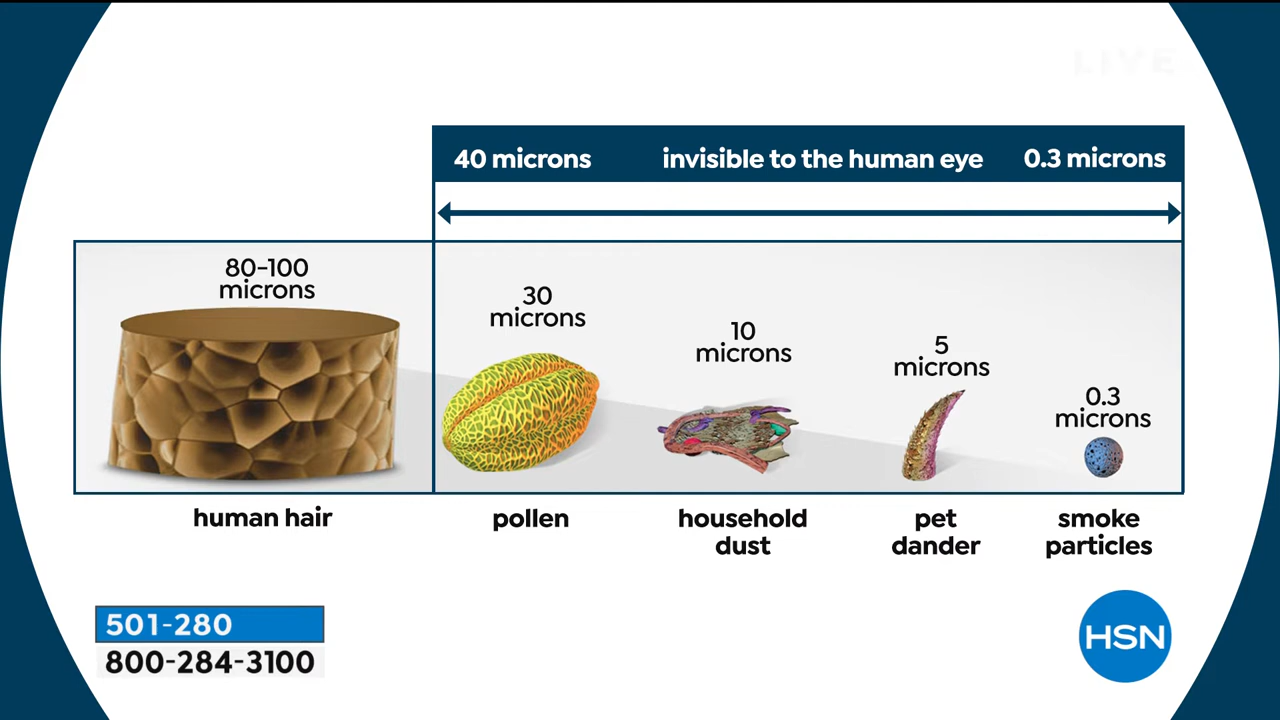 LIVE
40 microns invisible to the human eye 0.3 microns
80-100
microns
30
microns
10
microns
5
microns
0.3
microns
human hair
pollen
household
dust
pet
dander
smoke
particles
501-280
800-284-3100
HSN